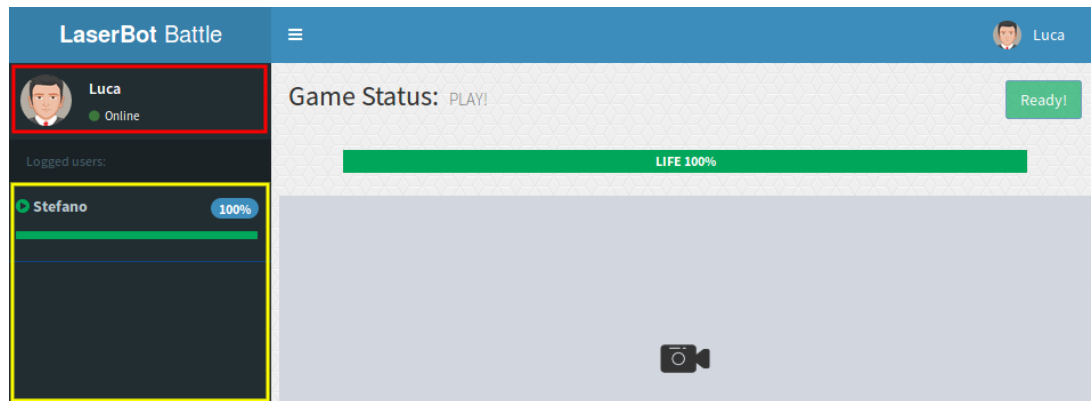 LaserBot Battle
Luca
Luca
Online
Game Status: PLAY!
Ready!
Logged users:
LIFE 100%
Stefano
100%